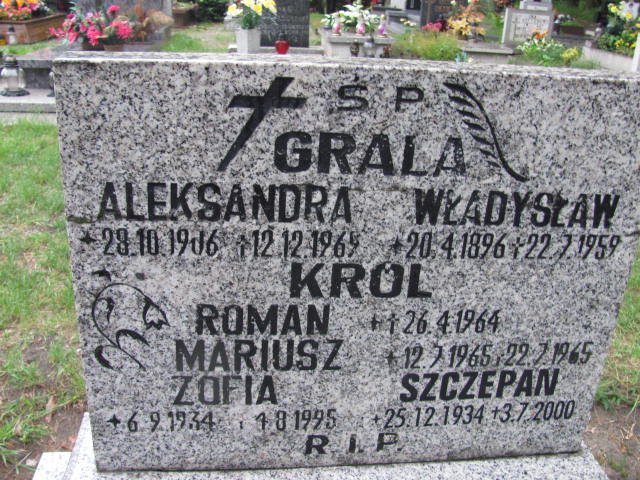 Ś P
GRALA
ALEKSANDRA WŁADYSŁAW
*28.10.1906 †12.12.1969 *20.4.1896 †22.7.1959
KRÓL
ROMAN *†26.4.1964
MARIUSZ *12.7.1965 †22.7.1965
ZOFIA SZCZEPAN
*6.9.1934 †4.8.1995 *25.12.1934 †3.7.2000
R.I.P.